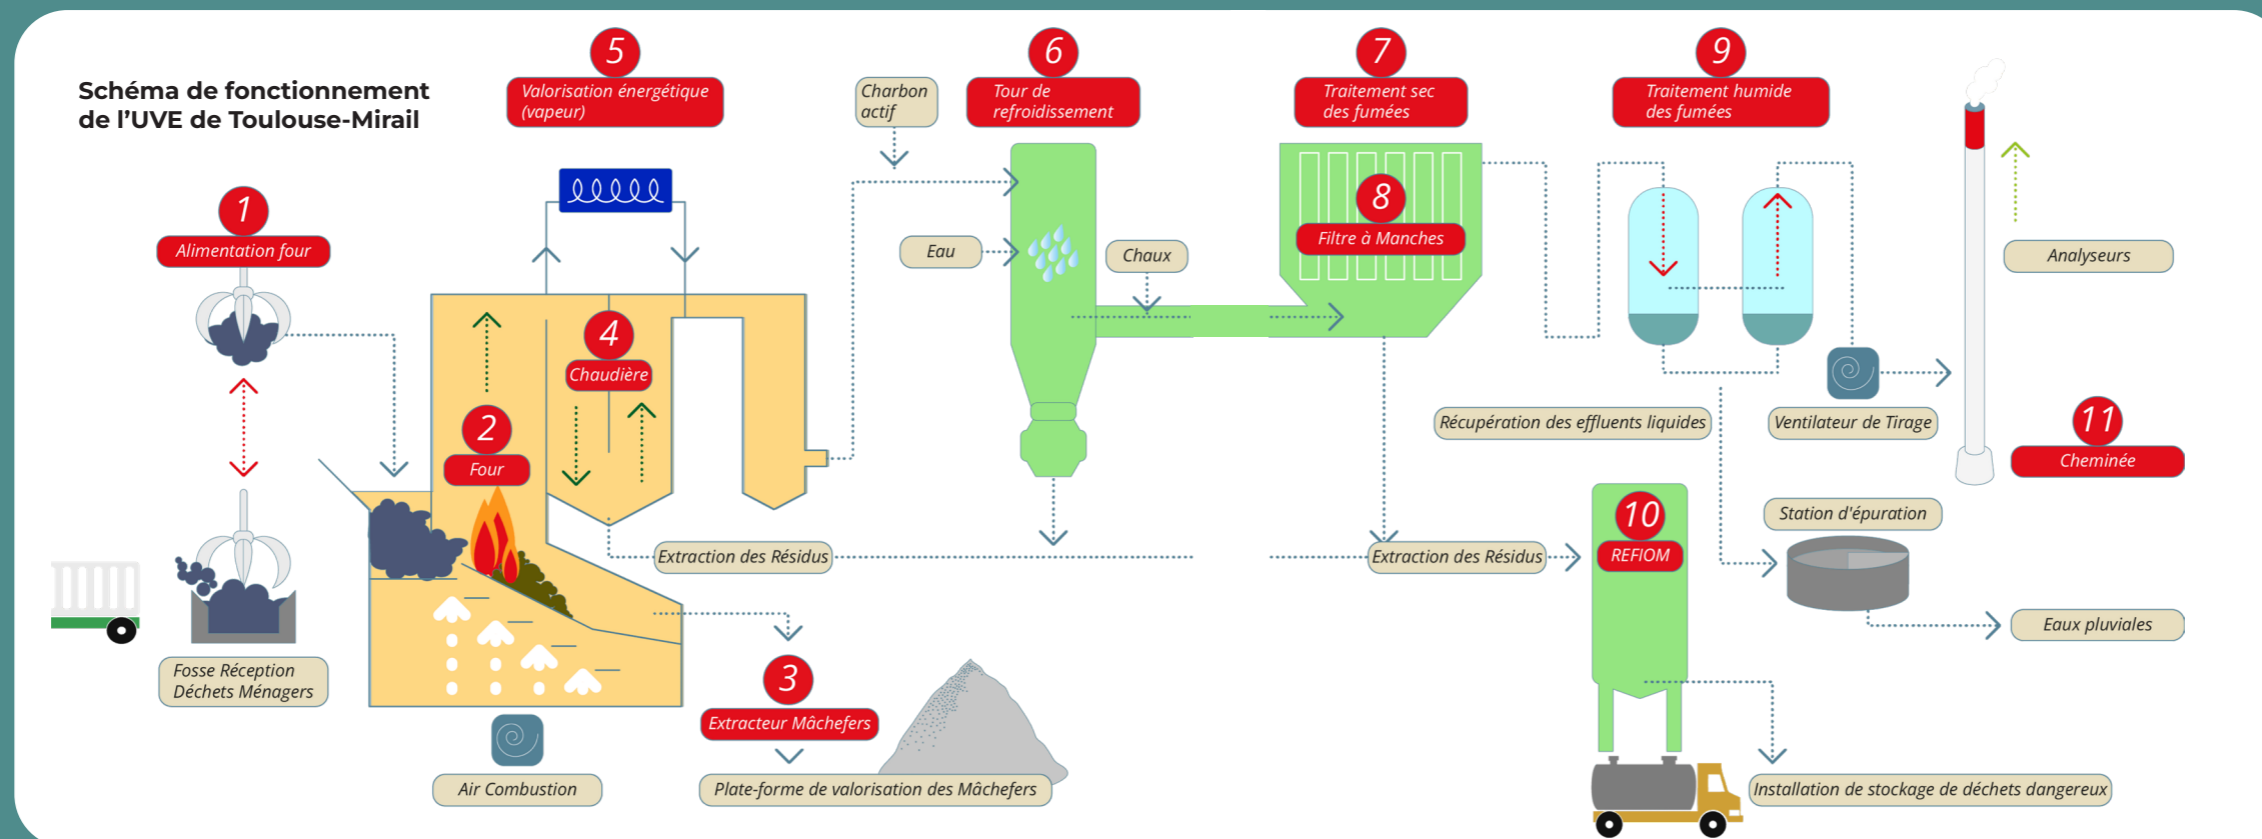 Schéma de fonctionnement
de l'UVE de Toulouse-Mirail
1
Alimentation four
Fosse Réception
Déchets Ménagers
2
Four
Air Combustion
3
Extracteur Mâchefers
Plate-forme de valorisation des Mâchefers
4
Chaudière
5
Valorisation énergétique
(vapeur)
Extraction des Résidus
Charbon
actif
6
Tour de
refroidissement
Eau
Chaux
7
Traitement sec
des fumées
8
Filtre à Manches
Extraction des Résidus
9
Traitement humide
des fumées
Récupération des effluents liquides
Ventilateur de Tirage
10
REFIOM
Station d'épuration
Eaux pluviales
Installation de stockage de déchets dangereux
Analyseurs
11
Cheminée